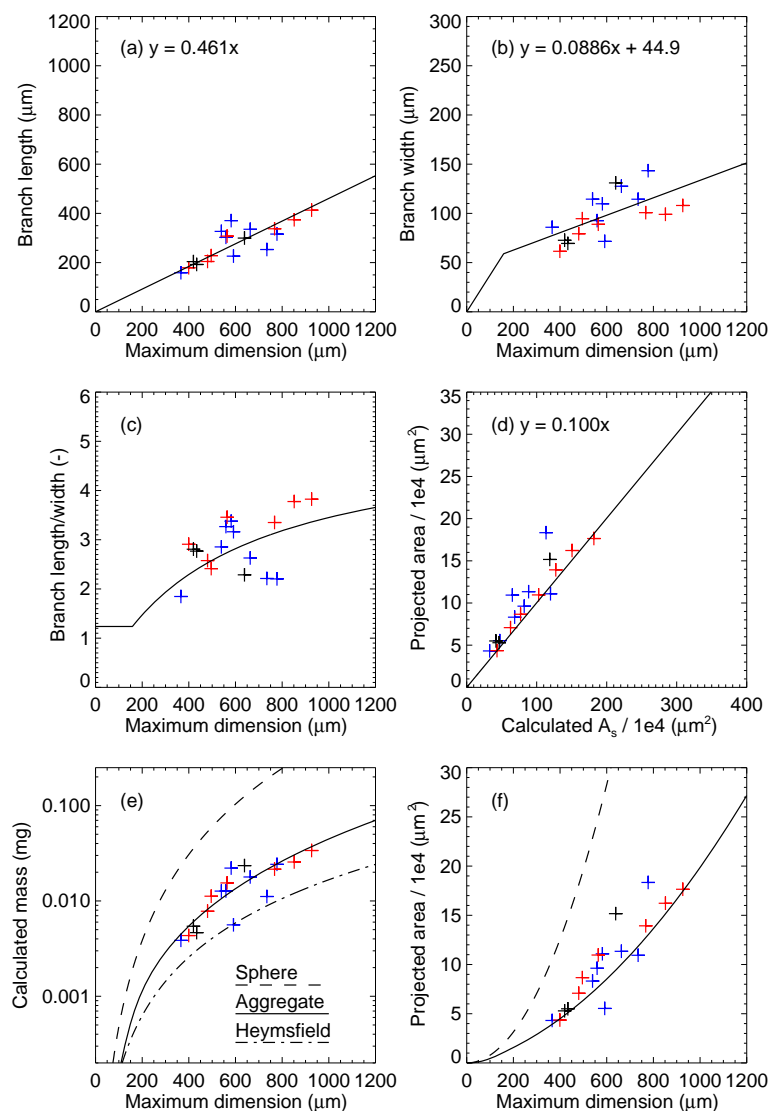 (a) y = 0.461x
Branch length (μm)
1200
1000
800
600
400
200
0
0 200 400 600 800 1000 1200
Maximum dimension (μm)
(b) y = 0.0886x + 44.9
Branch width (μm)
300
250
200
150
100
50
0
0 200 400 600 800 1000 1200
Maximum dimension (μm)
(c)
Branch length/width (-)
6
5
4
3
2
1
0
0 200 400 600 800 1000 1200
Maximum dimension (μm)
(d) y = 0.100x
Projected area / 1e4 (μm²)
35
30
25
20
15
10
5
0
0 100 200 300 400
Calculated Aₛ / 1e4 (μm²)
(e)
Calculated mass (mg)
0.100
0.010
0.001
Sphere
Aggregate
Heymsfield
0 200 400 600 800 1000 1200
Maximum dimension (μm)
(f)
Projected area / 1e4 (μm²)
30
25
20
15
10
5
0
0 200 400 600 800 1000 1200
Maximum dimension (μm)